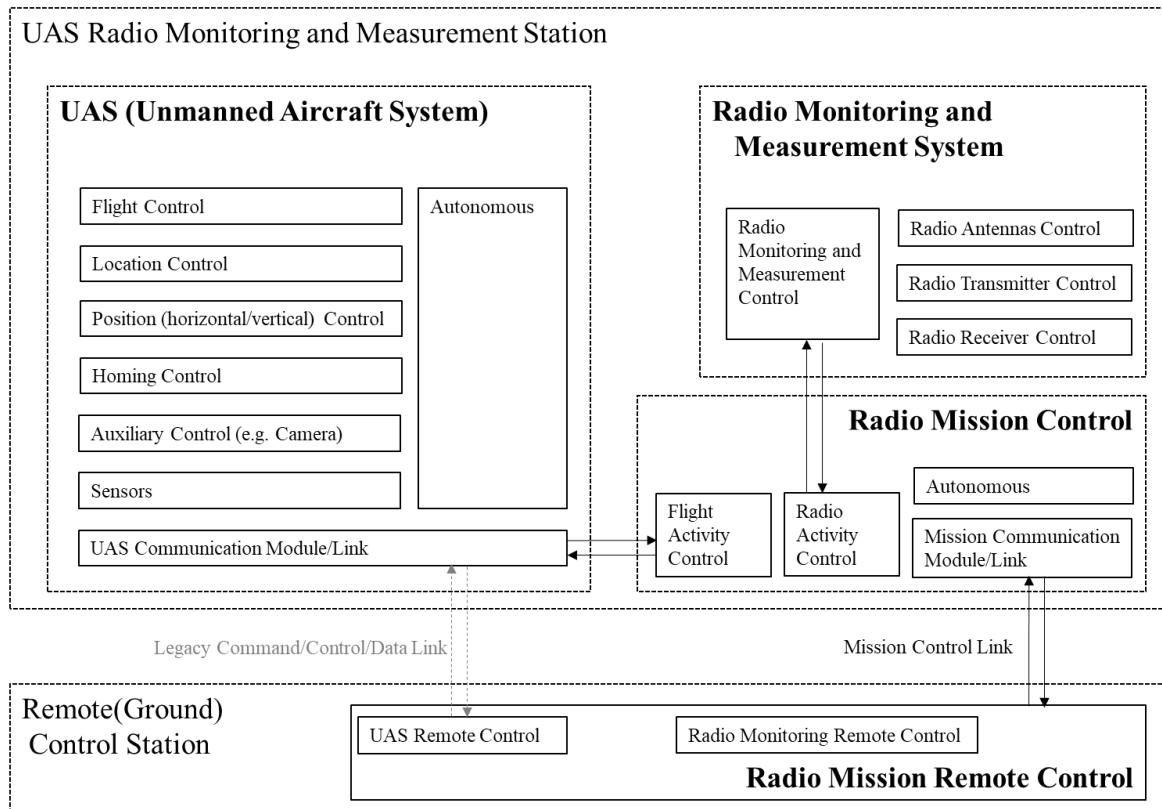 UAS Radio Monitoring and Measurement Station
UAS (Unmanned Aircraft System)
Flight Control
Location Control
Position (horizontal/vertical) Control
Homing Control
Auxiliary Control (e.g. Camera)
Sensors
Autonomous
UAS Communication Module/Link
Radio Monitoring and
Measurement System
Radio
Monitoring and
Measurement
Control
Radio Antennas Control
Radio Transmitter Control
Radio Receiver Control
Radio Mission Control
Flight
Activity
Control
Radio
Activity
Control
Autonomous
Mission Communication
Module/Link
Legacy Command/Control/Data Link
Mission Control Link
Remote(Ground)
Control Station
UAS Remote Control
Radio Monitoring Remote Control
Radio Mission Remote Control